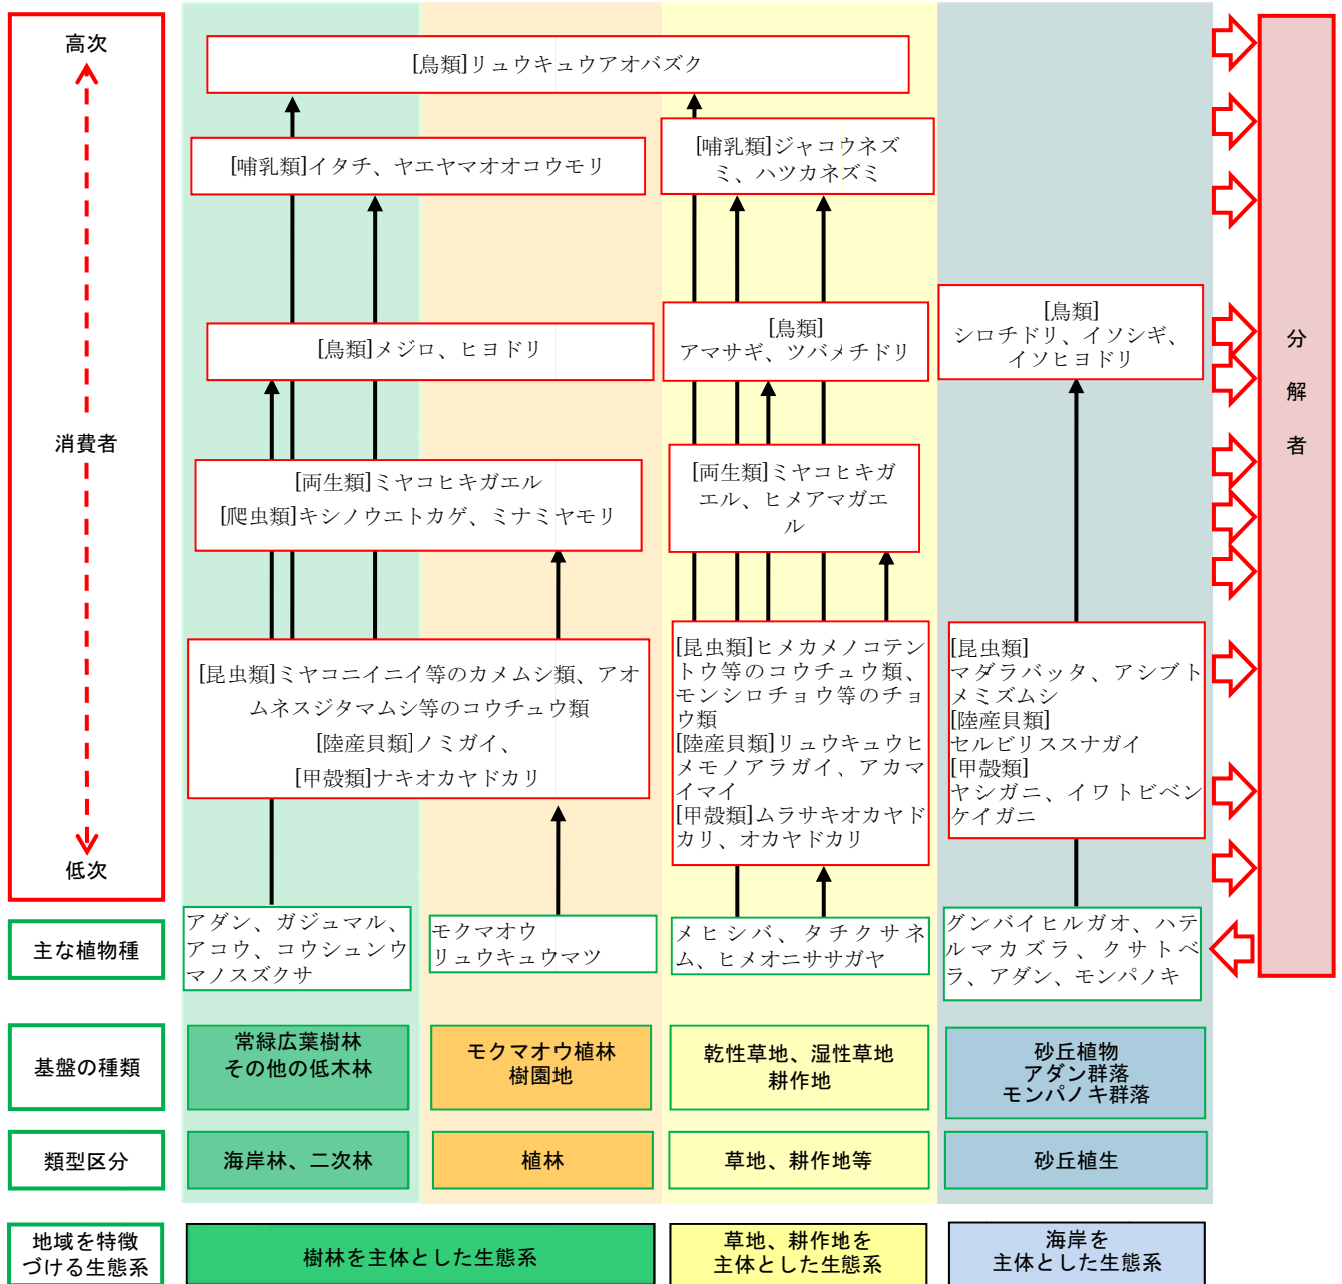 高次
消費者
低次
[鳥類]リュウキュウアオバズク
[哺乳類]イタチ、ヤエヤマオオコウモリ
[哺乳類]ジャコウネズ
ミ、ハツカネズミ
[鳥類]メジロ、ヒヨドリ
[鳥類]
アマサギ、ツバメチドリ
[鳥類]
シロチドリ、イソシギ、
イソヒヨドリ
[両生類]ミヤコヒキガエル
[爬虫類]キシノウエトカゲ、ミナミヤモリ
[両生類]ミヤコヒキガ
エル、ヒメアマガエ
ル
[昆虫類]ミヤコニイニイ等のカメムシ類、アオ
ムネスジタマムシ等のコウチュウ類
[陸産貝類]ノミガイ、
[甲殻類]ナキオカヤドカリ
[昆虫類]ヒメカメノコテン
トウ等のコウチュウ類、
モンシロチョウ等のチョ
ウ類
[陸産貝類]リュウキュウヒ
メモノアラガイ、アカマ
イマイ
[甲殻類]ムラサキオカヤド
カリ、オカヤドカリ
[昆虫類]
マダラバッタ、アシブト
メミズムシ
[陸産貝類]
セルビリススナガイ
[甲殻類]
ヤシガニ、イワトビベン
ケイガニ
分
解
者
主な植物種
アダン、ガジュマル、
アコウ、コウシュンウ
マノスズクサ
モクマオウ
リュウキュウマツ
メヒシバ、タチクサネ
ム、ヒメオニササガヤ
グンバイヒルガオ、ハテ
ルマカズラ、クサトベ
ラ、アダン、モンパノキ
基盤の種類
常緑広葉樹林
その他の低木林
モクマオウ植林
樹園地
乾性草地、湿性草地
耕作地
砂丘植物
アダン群落
モンパノキ群落
類型区分
海岸林、二次林
植林
草地、耕作地等
砂丘植生
地域を特徴
づける生態系
樹林を主体とした生態系
草地、耕作地を
主体とした生態系
海岸を
主体とした生態系